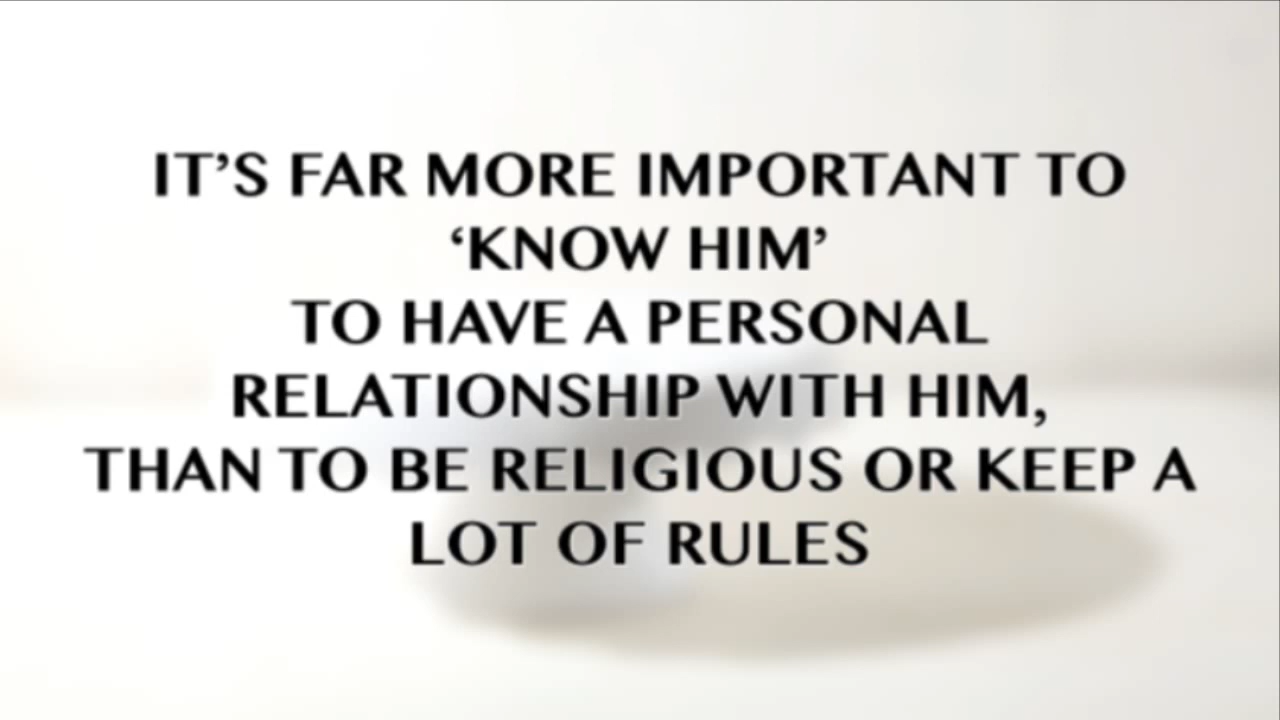 IT’S FAR MORE IMPORTANT TO
‘KNOW HIM’
TO HAVE A PERSONAL
RELATIONSHIP WITH HIM,
THAN TO BE RELIGIOUS OR KEEP A
LOT OF RULES